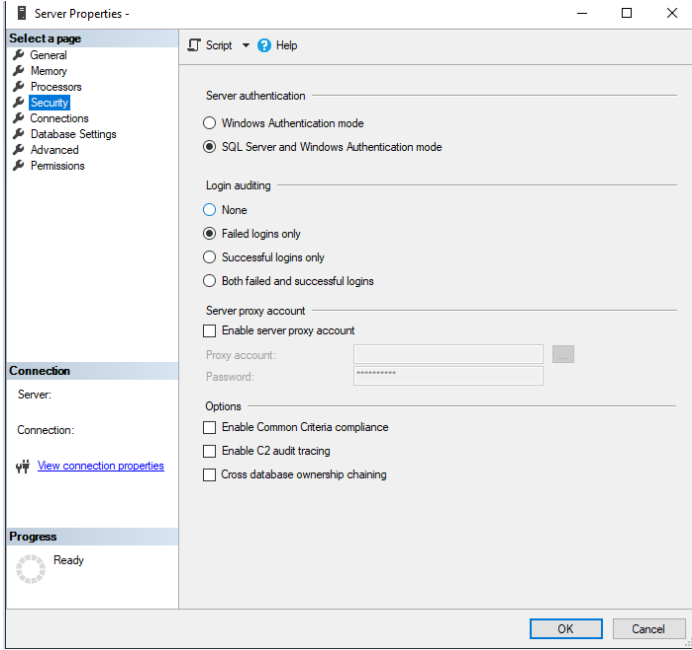 Server Properties -
Select a page
General
Memory
Processors
Security
Connections
Database Settings
Advanced
Permissions
Connection
Server:
Connection:
View connection properties
Progress
Ready
Script
Help
Server authentication
Windows Authentication mode
SQL Server and Windows Authentication mode
Login auditing
None
Failed logins only
Successful logins only
Both failed and successful logins
Server proxy account
Enable server proxy account
Proxy account:
...
Password: **********
Options
Enable Common Criteria compliance
Enable C2 audit tracing
Cross database ownership chaining
OK Cancel